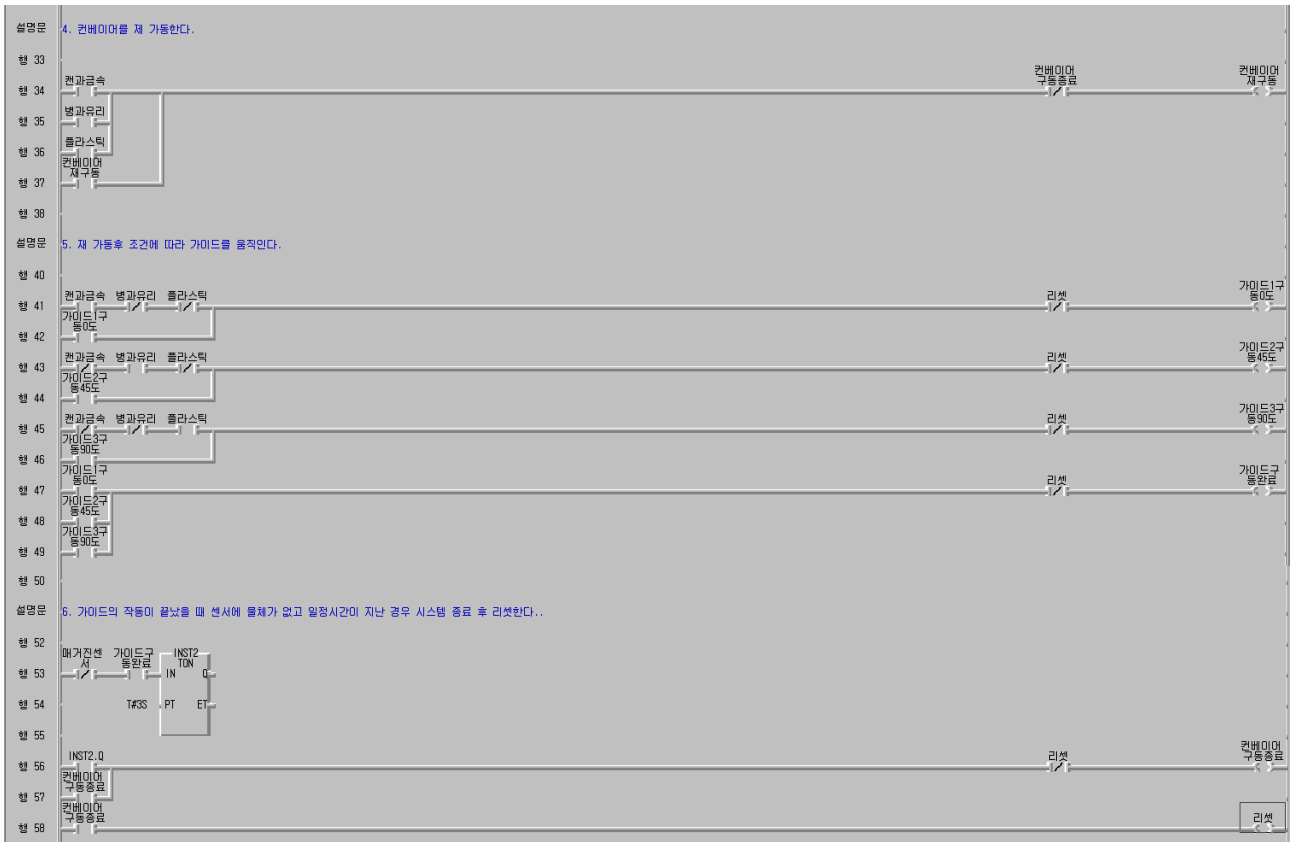 설명문 4. 컨베이어를 제 가동한다.
행 33
컨베이어
구동종료
컨베이어
재구동
행 34 캔과금속
행 35 병과유리
행 36 플라스틱
컨베이어
재구동
행 37
행 38
설명문 5. 재 가동후 조건에 따라 가이드를 움직인다.
행 40
캔과금속 병과유리 플라스틱 리셋 가이드1구
동0도
행 41
가이드1구
동0도
행 42
캔과금속 병과유리 플라스틱 리셋 가이드2구
동45도
행 43
가이드2구
동45도
행 44
캔과금속 병과유리 플라스틱 리셋 가이드3구
동90도
행 45
가이드3구
동90도
행 46
가이드1구
동0도
리셋 가이드구
동완료
행 47
가이드2구
동45도
행 48
가이드3구
동90도
행 49
행 50
설명문 6. 가이드의 작동이 끝났을 때 센서에 물체가 없고 일정시간이 지난 경우 시스템 종료 후 리셋한다..
행 52
매거진센
서
가이드구
동완료
INST2
TON
행 53 IN Q
행 54 T#3S PT ET
행 55
INST2.Q 리셋 컨베이어
구동종료
행 56
컨베이어
구동종료
행 57
컨베이어
구동종료
리셋
행 58